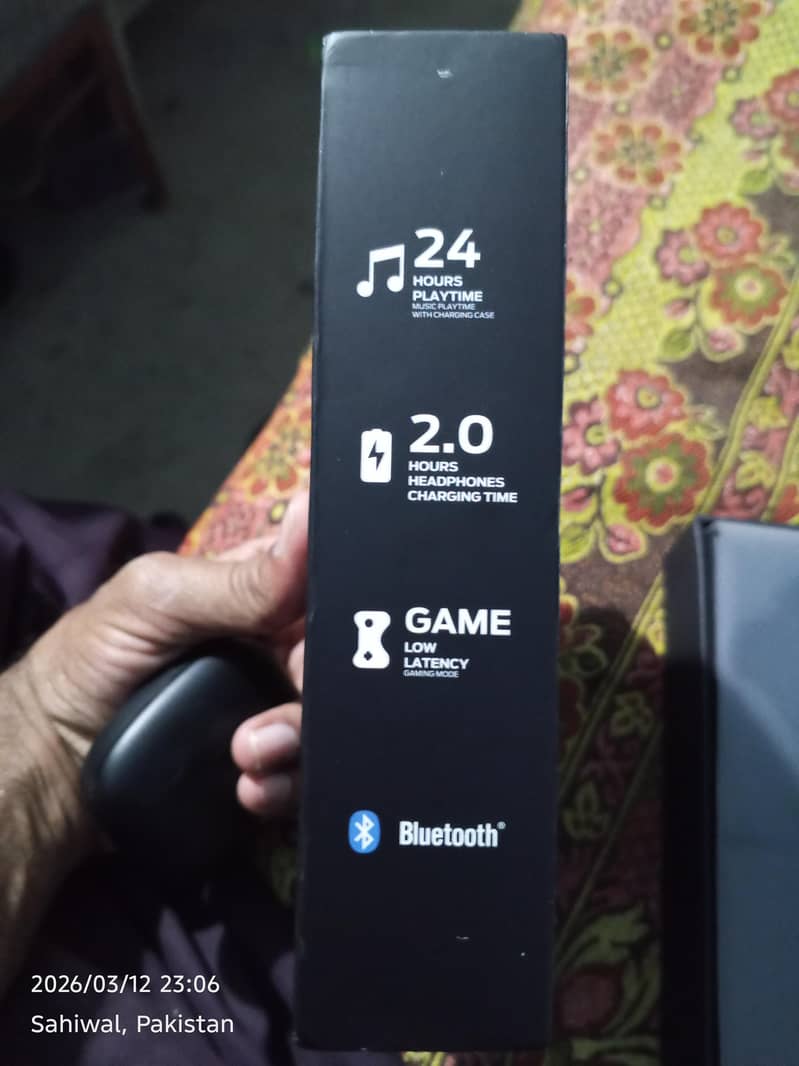 24
HOURS
PLAYTIME
MUSIC PLAYTIME
WITH CHARGING CASE
2.0
HOURS
HEADPHONES
CHARGING TIME
GAME
LOW
LATENCY
GAMING MODE
Bluetooth®
2026/03/12 23:06
Sahiwal, Pakistan